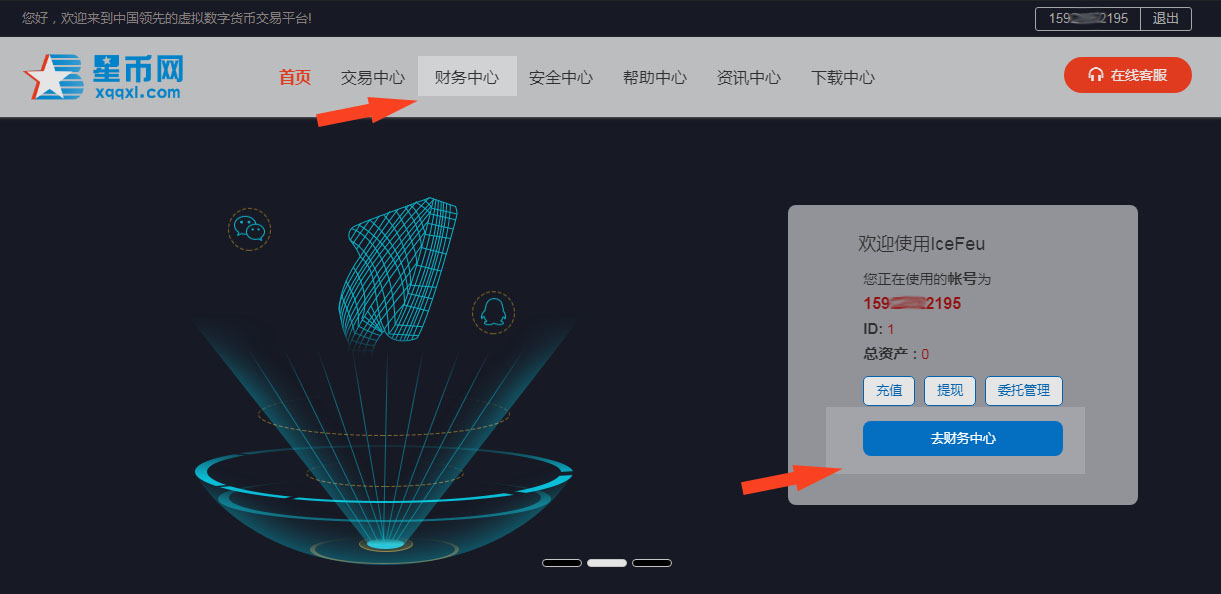 您好，欢迎来到中国领先的虚拟数字货币交易平台!
159 2195 退出
星币网
xqqxl.com
首页 交易中心 财务中心 安全中心 帮助中心 资讯中心 下载中心
在线客服
欢迎使用IceFeu
您正在使用的帐号为
159 2195
ID: 1
总资产：0
充值 提现 委托管理
去财务中心